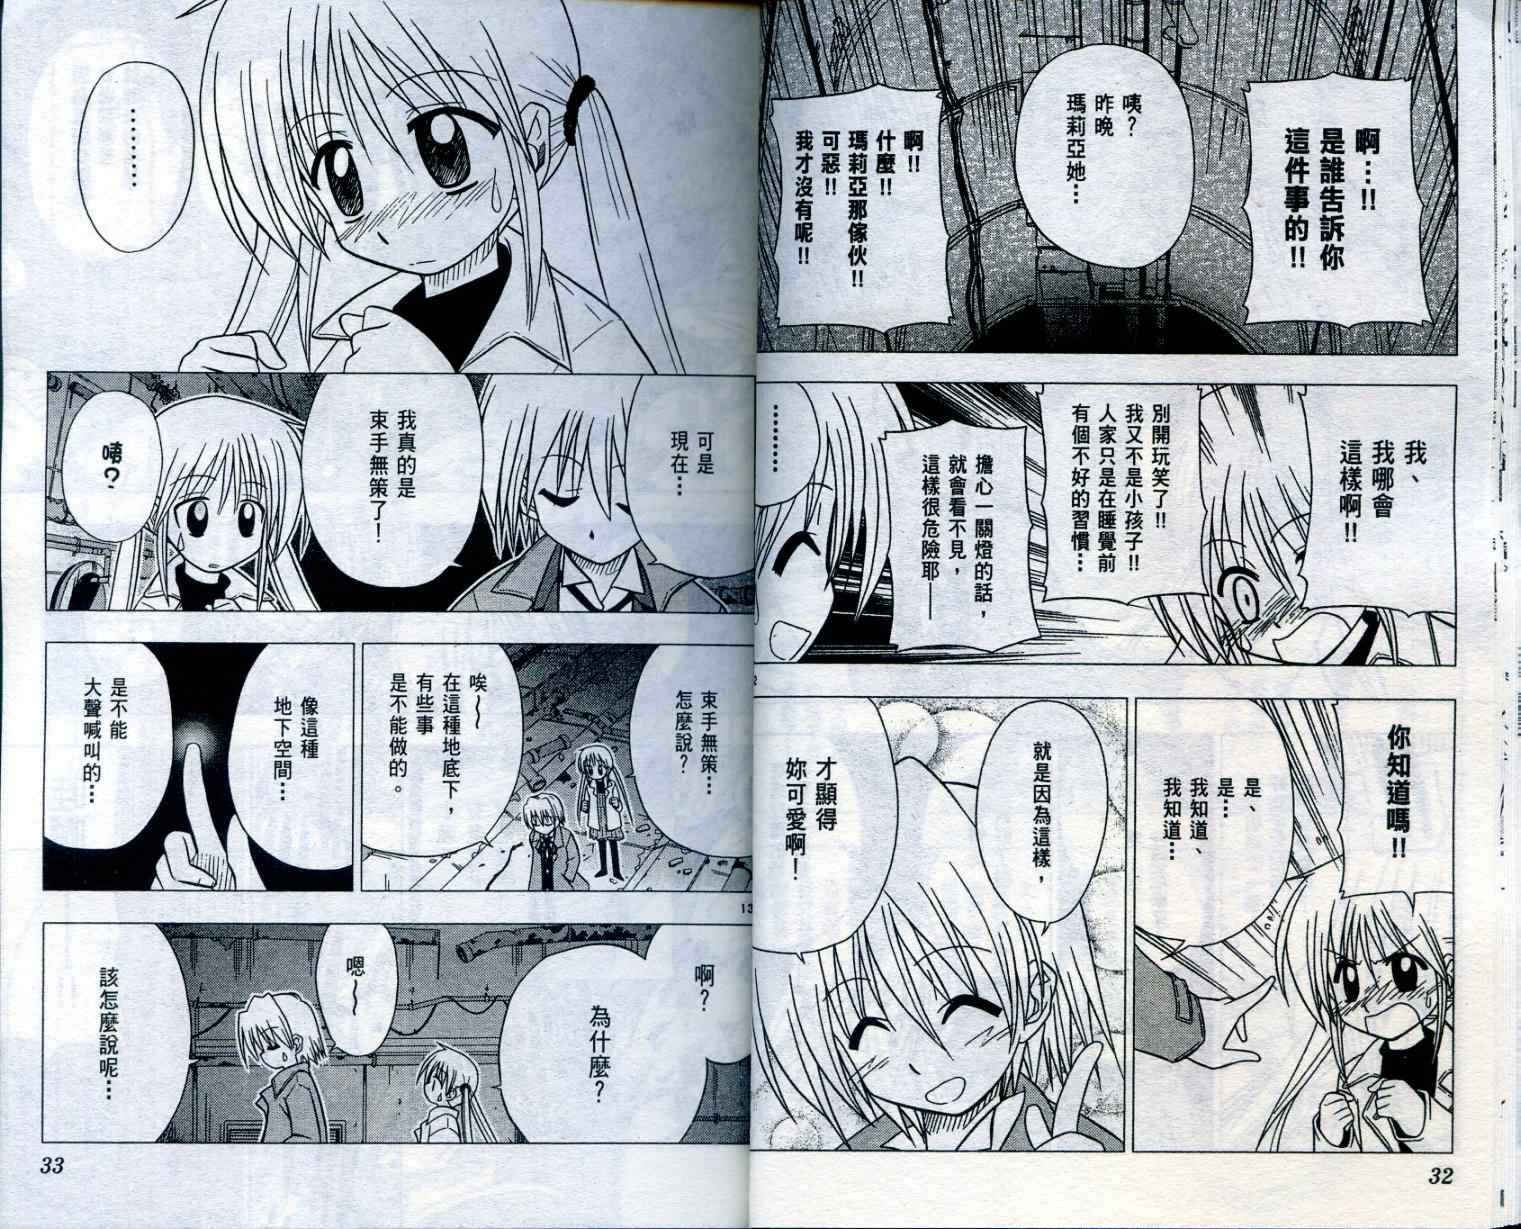 啊…!!
是誰告訴你
這件事的!!
咦?
昨晚
瑪莉亞她…
啊!!
什麼!!
瑪莉亞那傢伙!!
可惡!!
我才沒有呢!!
我、
我哪會
這樣啊!!
別開玩笑了!!
我又不是小孩子!!
人家只是在睡覺前
有個不好的習慣…
擔心一關燈的話，
就會看不見，
這樣很危險耶——
………
你知道嗎!!
是、
是…
我知道、
我知道…
就是因為這樣，
才顯得
妳可愛啊！
32
………
可是
現在…
我真的是
束手無策了！
咦？
束手無策…
怎麼說？
唉～
在這種地底下，
有些事
是不能做的。
像這種
地下空間…
是不能
大聲喊叫的…
啊？
為什麼？
嗯～
該怎麼說呢…
13
33